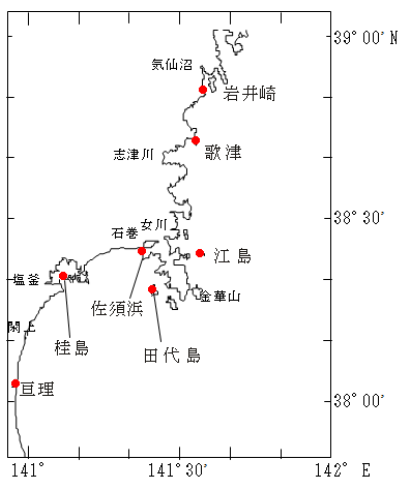 39°00′N
気仙沼
岩井崎
歌津
志津川
38°30′
女川
石巻
江島
塩釜
佐須浜
金華山
閖上
桂島
田代島
亘理
38°00′
141°
141°30′
142° E